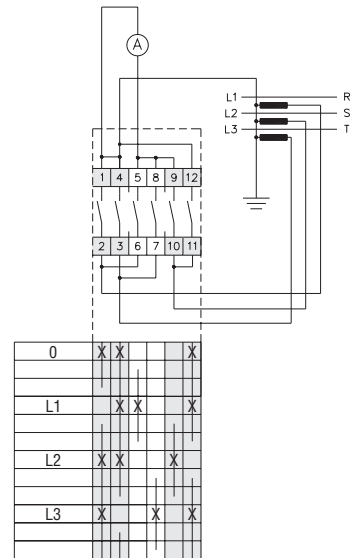 A
L1 R
L2 S
L3 T
1 4 5 8 9 12
2 3 6 7 10 11
0 X X X
L1 X X X
L2 X X X
L3 X X X